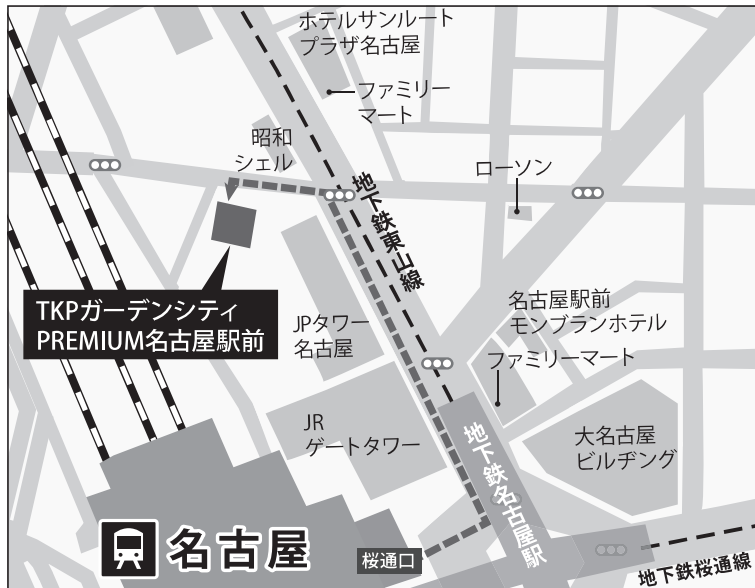 ホテルサンルート
プラザ名古屋
ファミリー
マート
昭和
シェル
ローソン
地下鉄東山線
TKPガーデンシティ
PREMIUM名古屋駅前
JPタワー
名古屋
名古屋駅前
モンブランホテル
ファミリーマート
JR
ゲートタワー
大名古屋
ビルヂング
地下鉄名古屋駅
名古屋
桜通口
地下鉄桜通線